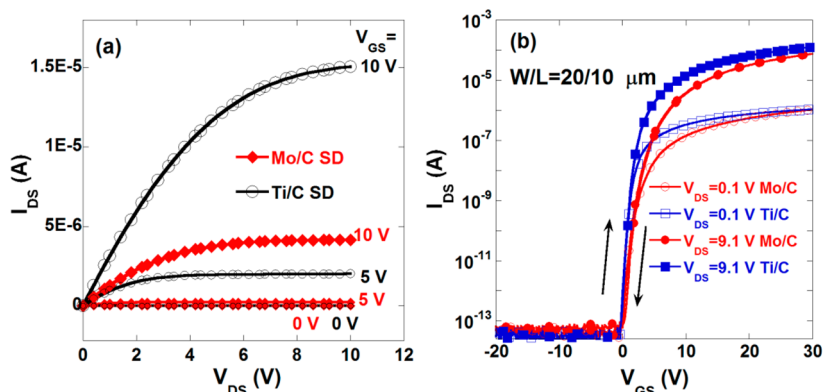 (a)
V_GS=
10 V
1.5E-5
1E-5
5E-6
0
I_DS (A)
Mo/C SD
Ti/C SD
10 V
5 V
5 V
0 V 0 V
0 2 4 6 8 10 12
V_DS (V)
(b)
W/L=20/10 μm
10^-3
10^-5
10^-7
10^-9
10^-11
10^-13
I_DS (A)
V_DS=0.1 V Mo/C
V_DS=0.1 V Ti/C
V_DS=9.1 V Mo/C
V_DS=9.1 V Ti/C
-20 -10 0 10 20 30
V_GS (V)